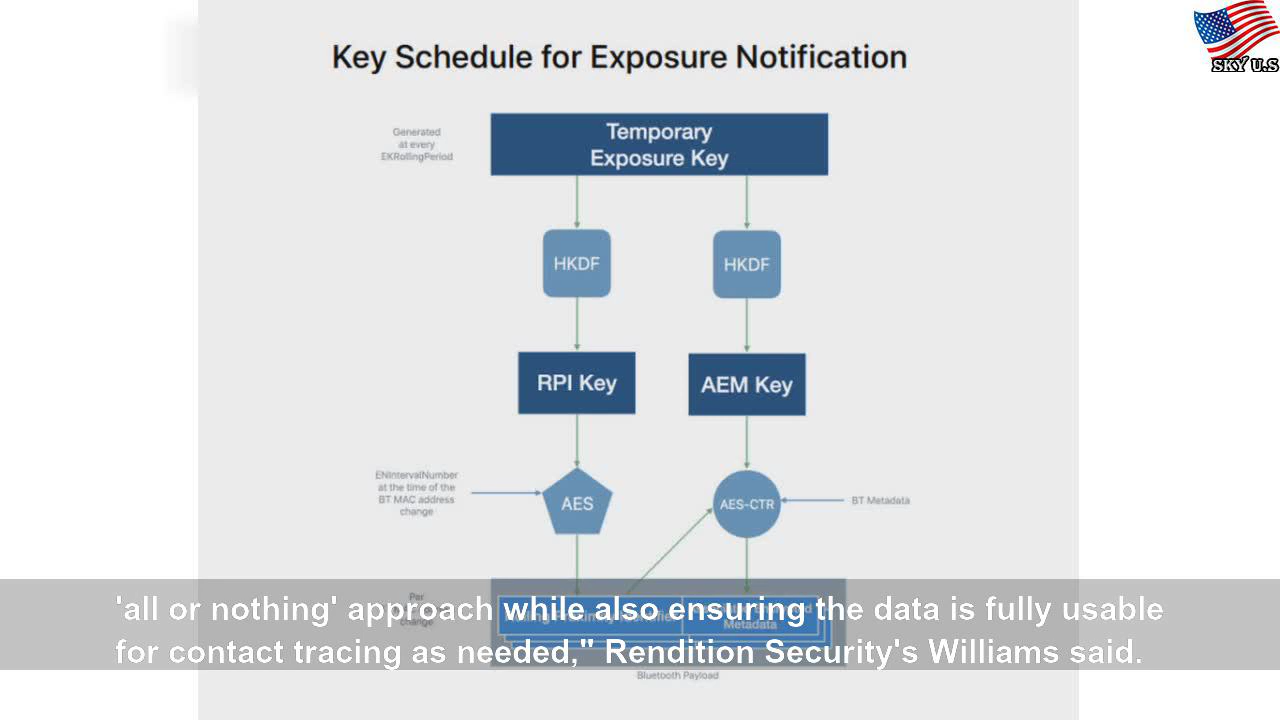 SKY U.S
Key Schedule for Exposure Notification
Generated
at every
EKRollingPeriod
Temporary
Exposure Key
HKDF
HKDF
RPI Key
AEM Key
ENIntervalNumber
at the time of the
BT MAC address
change
AES
AES-CTR
BT Metadata
Per
change
Metadata
'all or nothing' approach while also ensuring the data is fully usable
for contact tracing as needed," Rendition Security's Williams said.
Bluetooth Payload